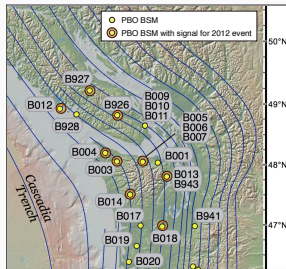 PBO BSM
PBO BSM with signal for 2012 event
50°N
49°N
48°N
47°N
B927
B012
B926
B928
B009
B010
B011
B005
B006
B007
B004
B003
B001
B013
B943
B014
B017
B018
B941
B019
B020
Cascadia
Trench